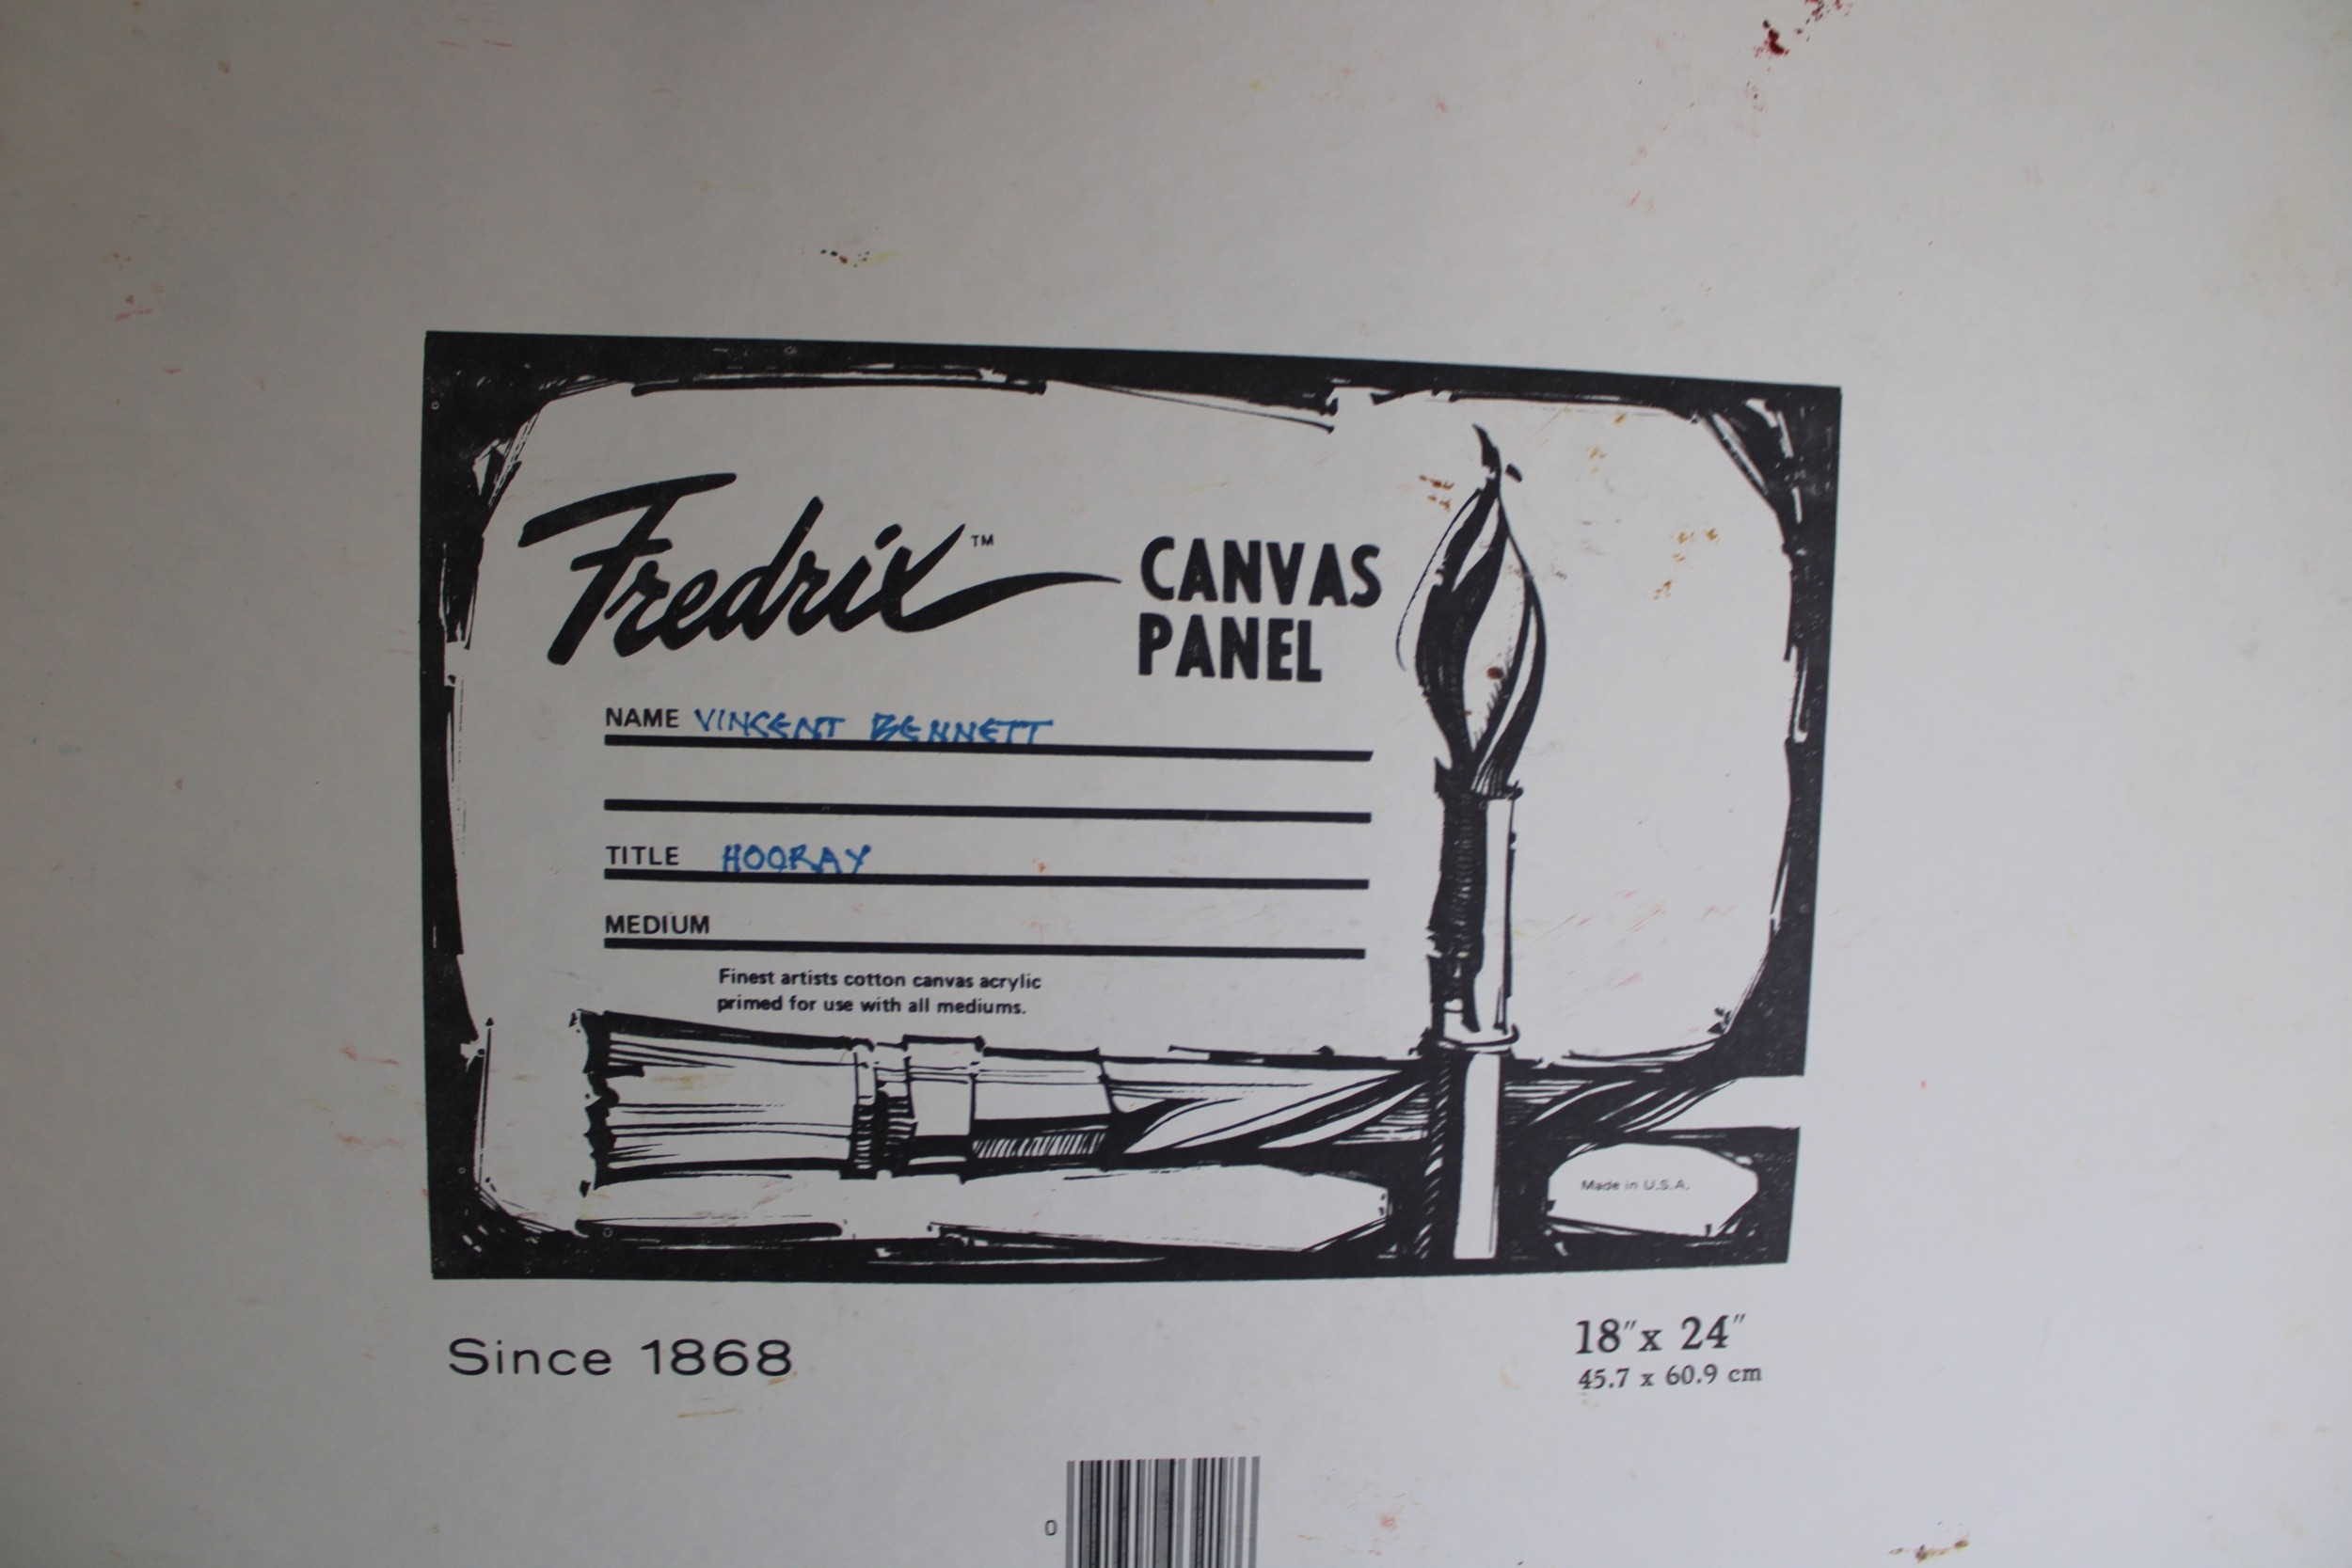 Fredrix™ CANVAS
PANEL
NAME VINCENT BENNETT
TITLE HOORAY
MEDIUM
Finest artists cotton canvas acrylic
primed for use with all mediums.
Made in U.S.A.
Since 1868
18" x 24"
45.7 x 60.9 cm
0